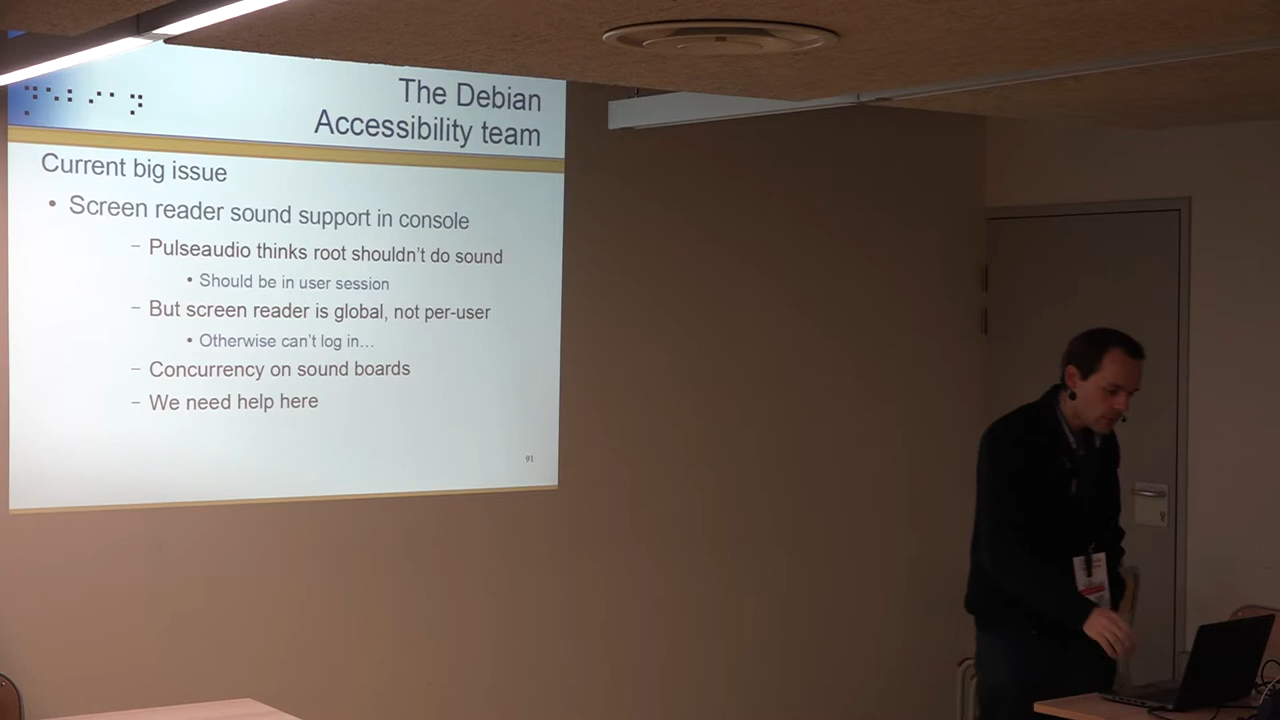 The Debian
Accessibility team
Current big issue
• Screen reader sound support in console
– Pulseaudio thinks root shouldn't do sound
• Should be in user session
– But screen reader is global, not per-user
• Otherwise can't log in…
– Concurrency on sound boards
– We need help here
91